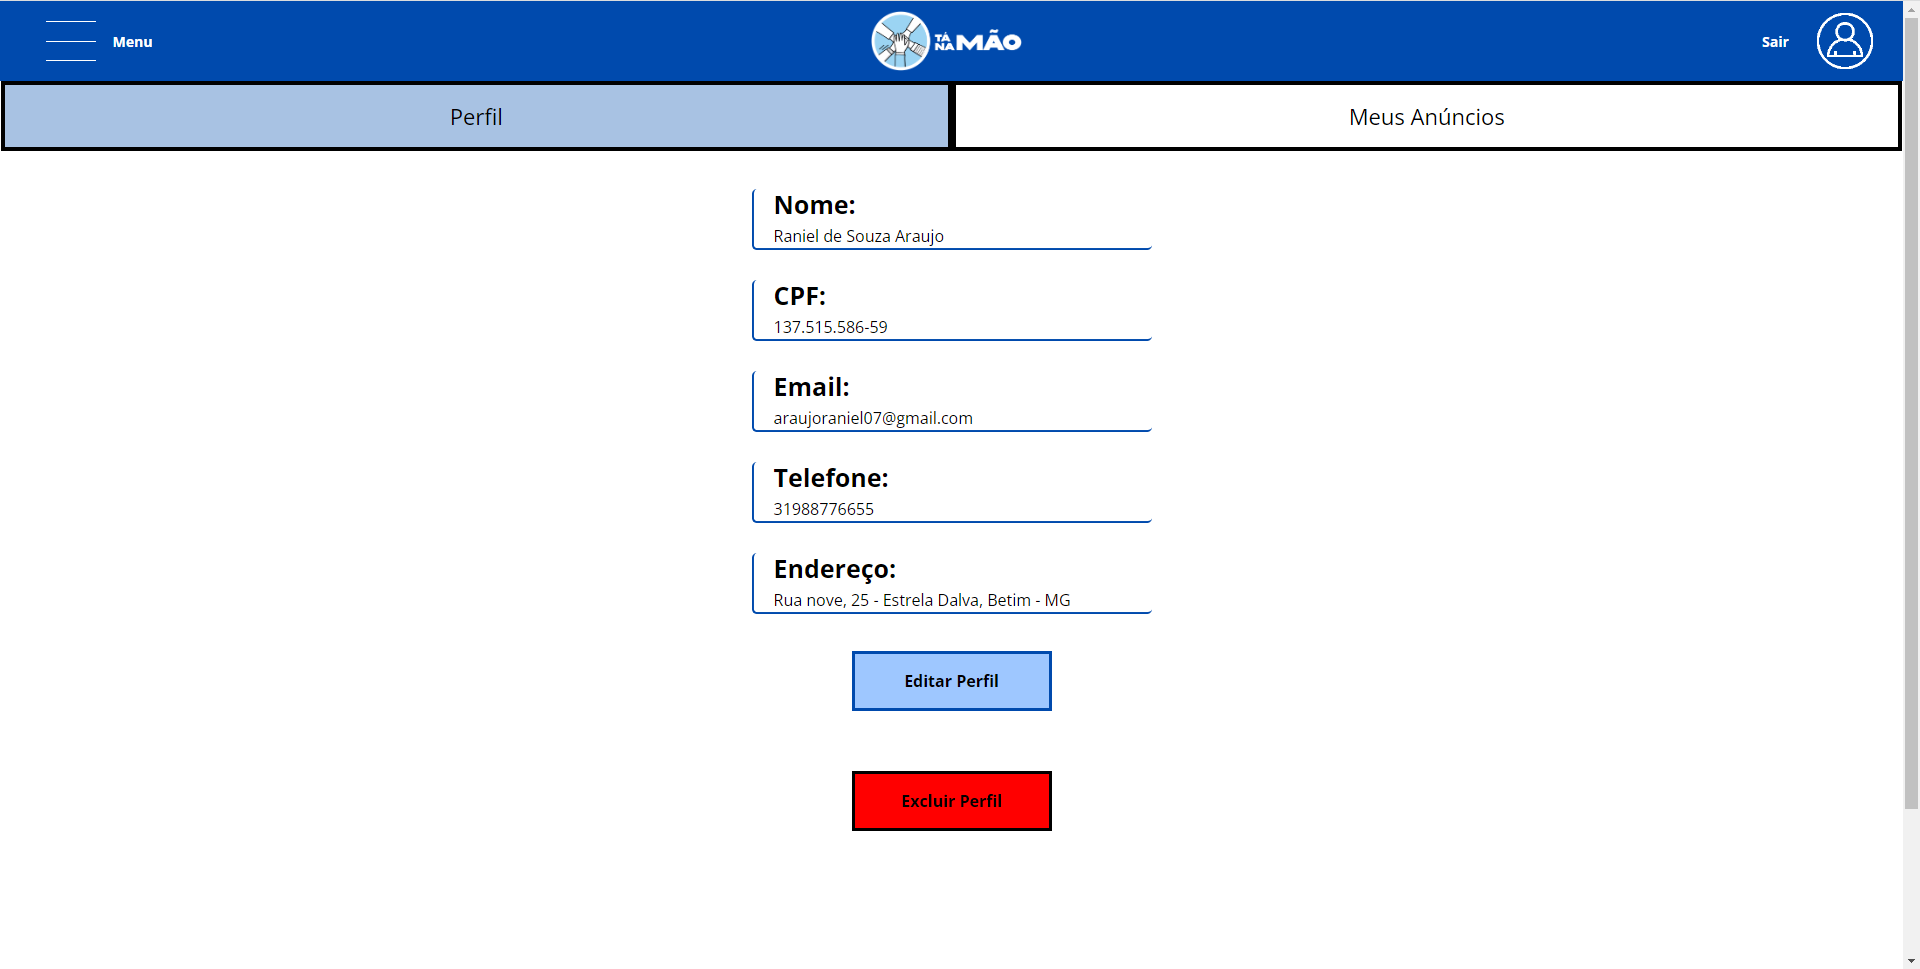 Menu
TÁ NA MÃO
Sair
Perfil
Meus Anúncios
Nome:
Raniel de Souza Araujo
CPF:
137.515.586-59
Email:
araujoraniel07@gmail.com
Telefone:
31988776655
Endereço:
Rua nove, 25 - Estrela Dalva, Betim - MG
Editar Perfil
Excluir Perfil